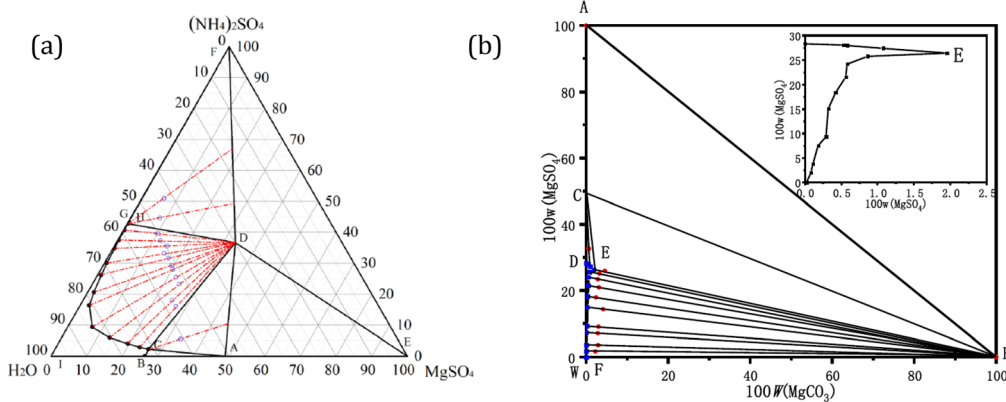 (a)
(NH₄)₂SO₄
0 100
F
10 90
20 80
30 70
40 60
50 50
G H
60 40
D
70 30
80 20
90 10
C E
100 0
I B A
H₂O 0 10 20 30 40 50 60 70 80 90 100 MgSO₄
(b)
A
100
80
60
40
20
0
100w(MgSO₄)
C
D
E
W F
0 20 40 60 80 100
100W(MgCO₃)
30
25
20
15
10
5
0
100w(MgSO₄)
E
0.0 0.5 1.0 1.5 2.0 2.5
100w(MgSO₄)